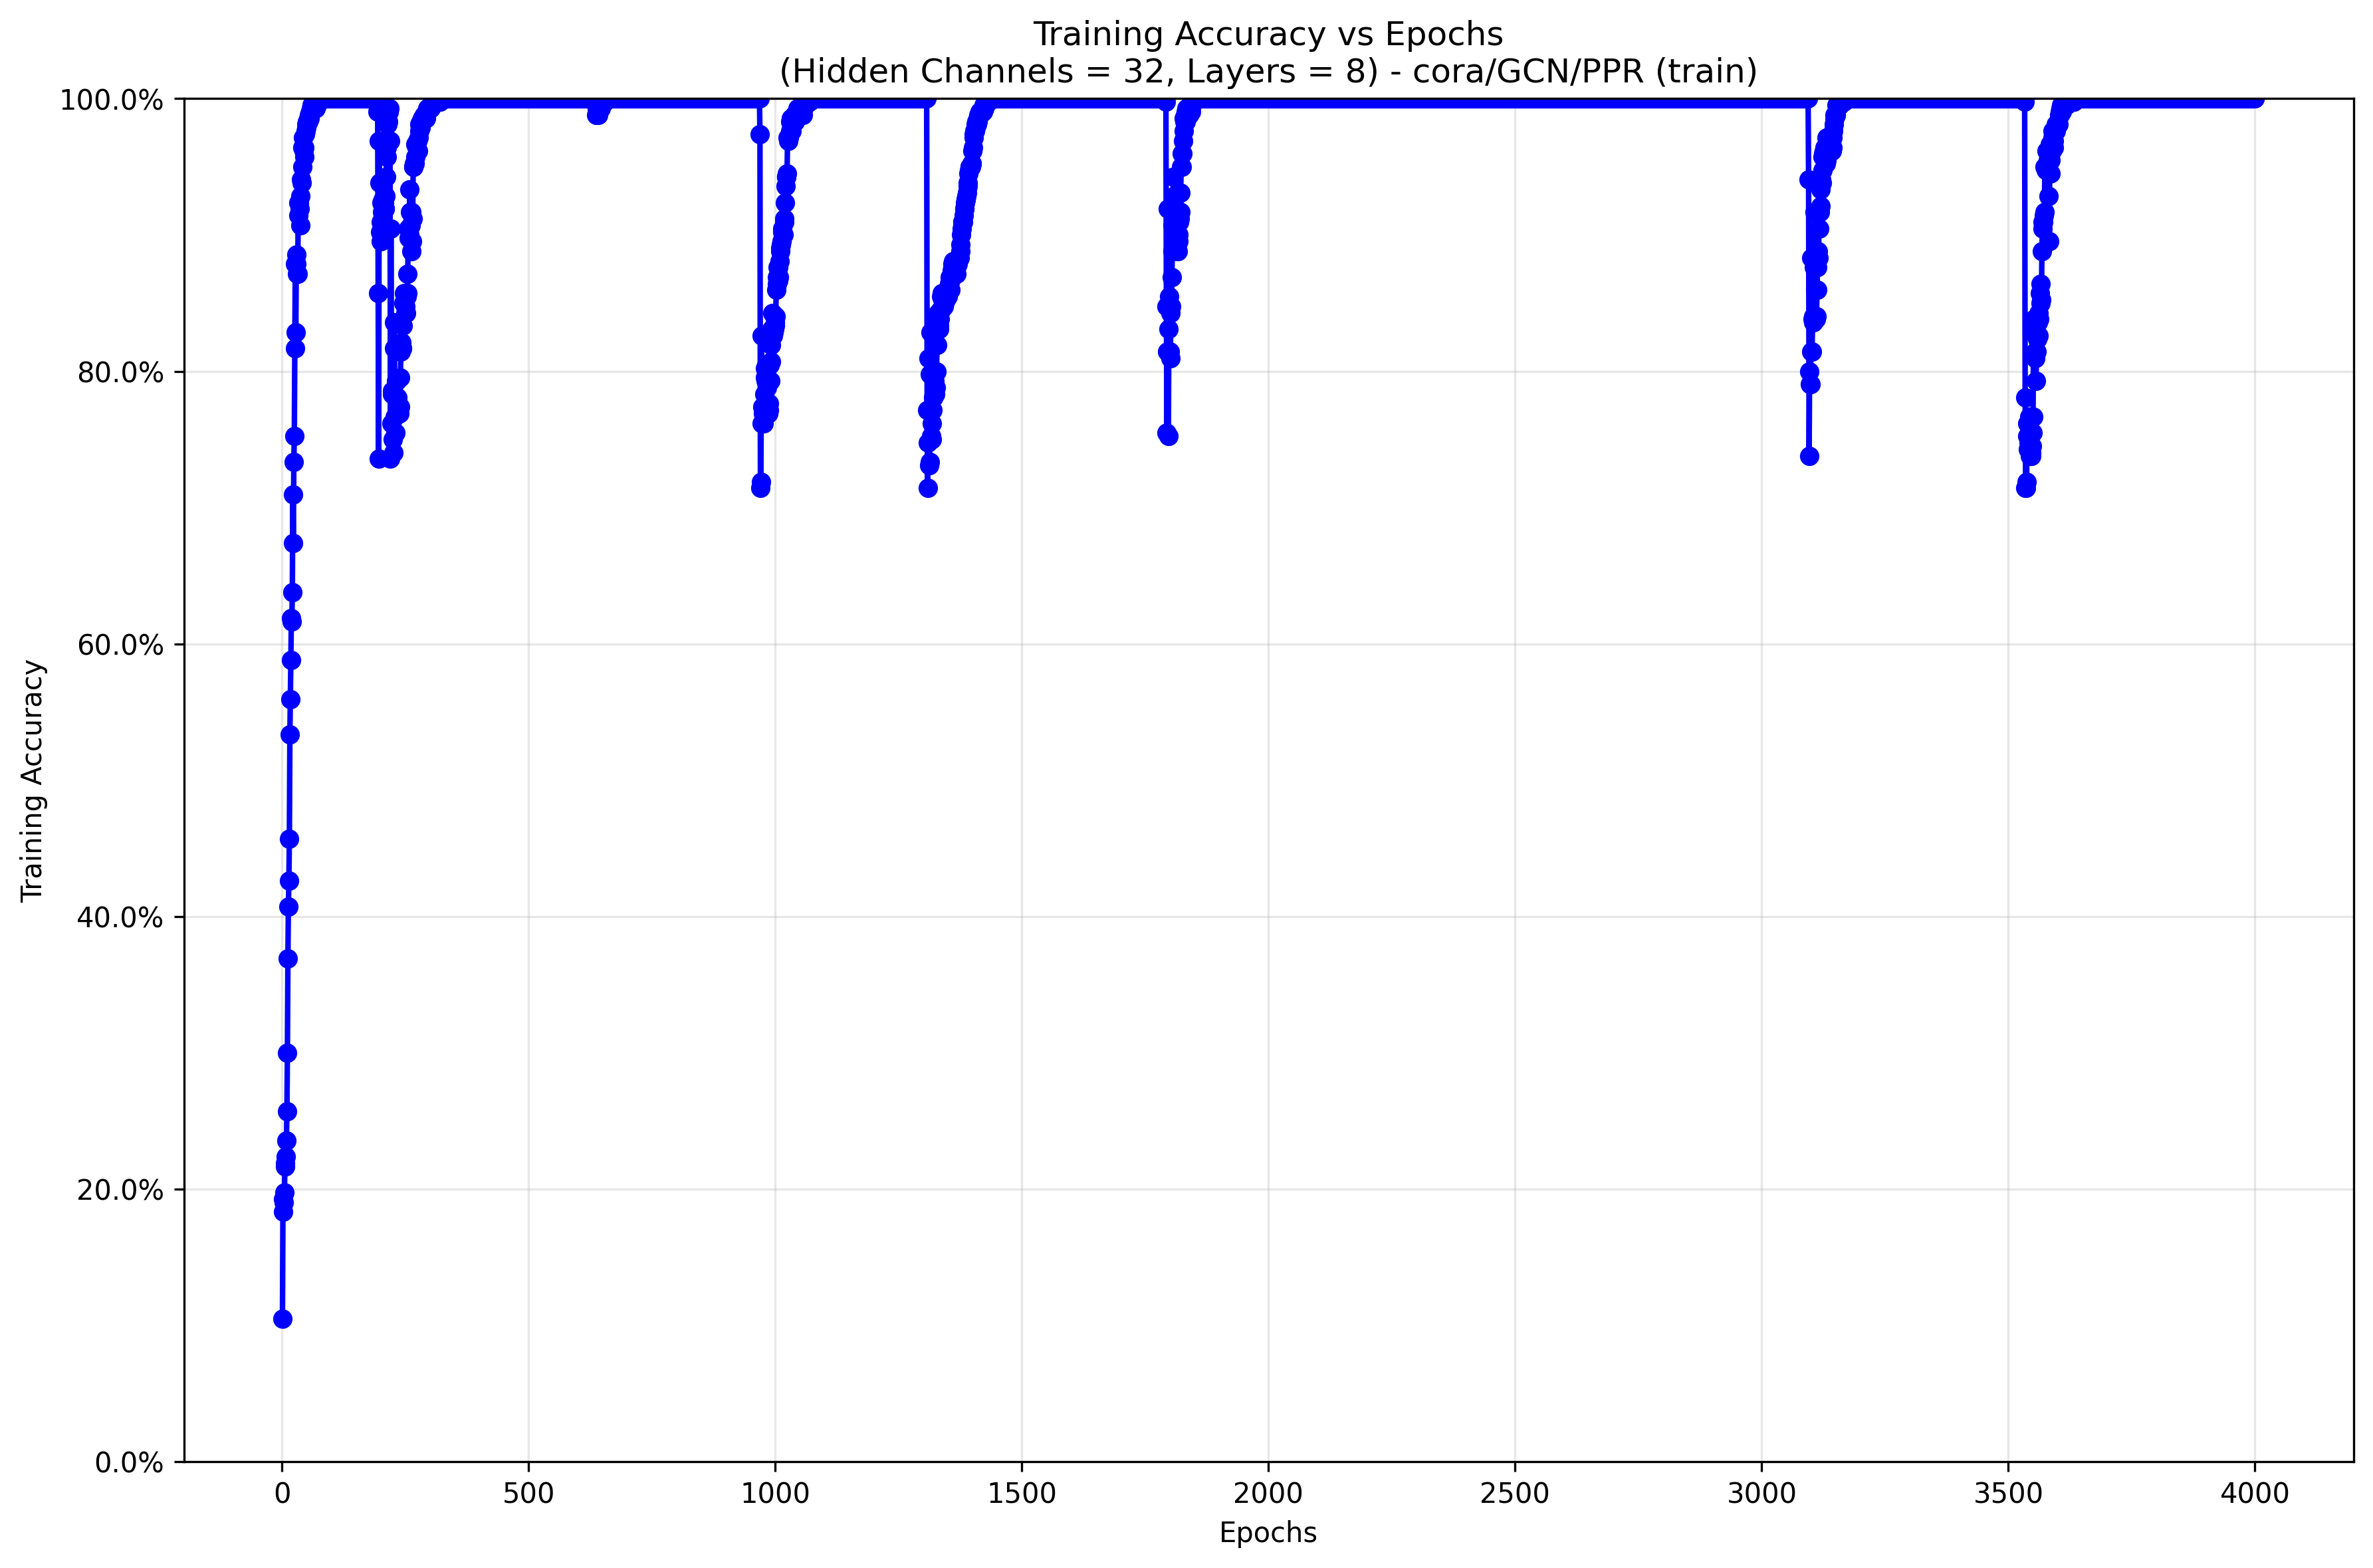 Training Accuracy vs Epochs
(Hidden Channels = 32, Layers = 8) - cora/GCN/PPR (train)
100.0%
80.0%
60.0%
40.0%
20.0%
0.0%
Training Accuracy
0 500 1000 1500 2000 2500 3000 3500 4000
Epochs